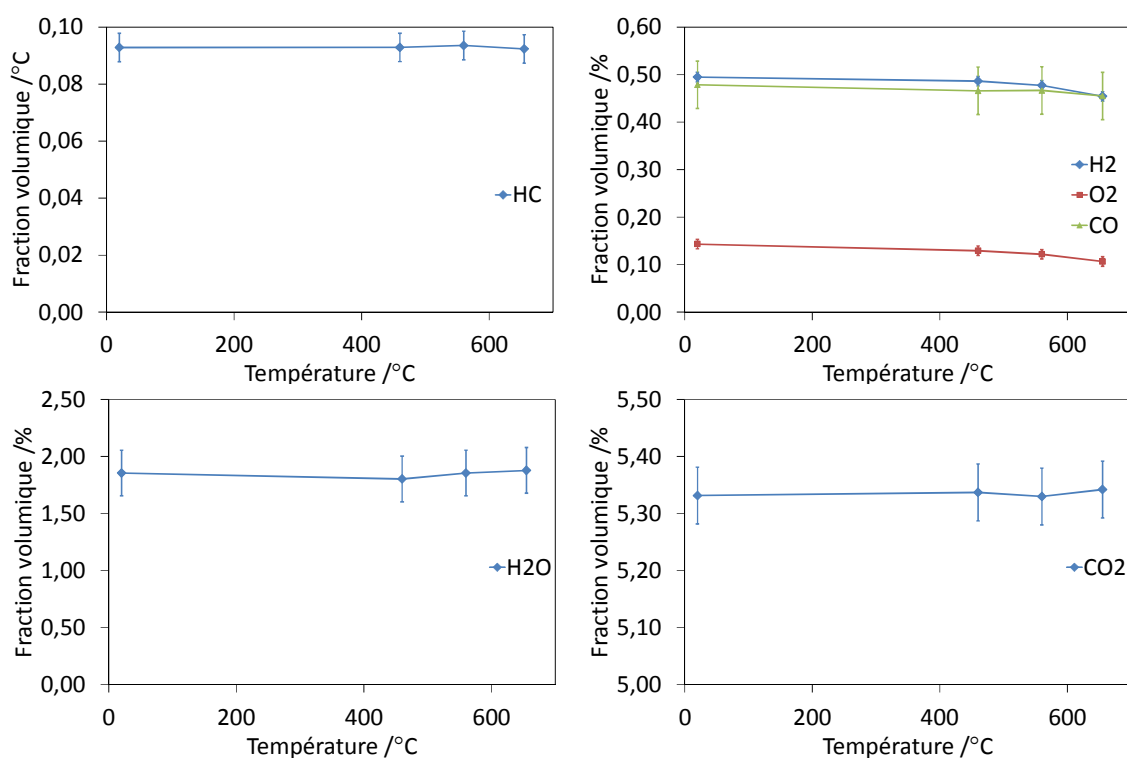 Fraction volumique /°C
0,10
0,08
0,06
0,04
0,02
0,00
0
200
400
600
Température /°C
HC
Fraction volumique /%
0,60
0,50
0,40
0,30
0,20
0,10
0,00
0
200
400
600
Température /°C
H2
O2
CO
Fraction volumique /%
2,50
2,00
1,50
1,00
0,50
0,00
0
200
400
600
Température /°C
H2O
Fraction volumique /%
5,50
5,40
5,30
5,20
5,10
5,00
0
200
400
600
Température /°C
CO2